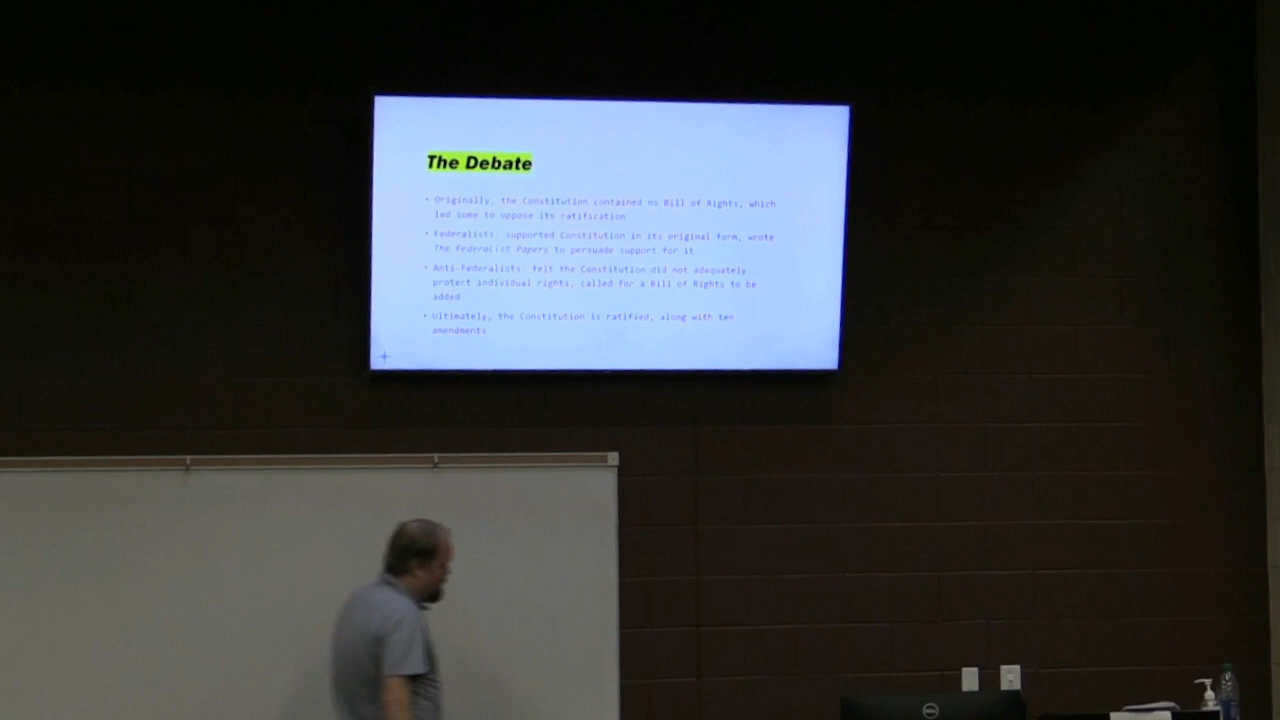 The Debate
• Originally, the Constitution contained no Bill of Rights, which
led some to oppose its ratification
• Federalists: supported Constitution in its original form, wrote
The Federalist Papers to persuade support for it
• Anti-Federalists: felt the Constitution did not adequately
protect individual rights, called for a Bill of Rights to be
added
• Ultimately, the Constitution is ratified, along with ten
amendments
DELL